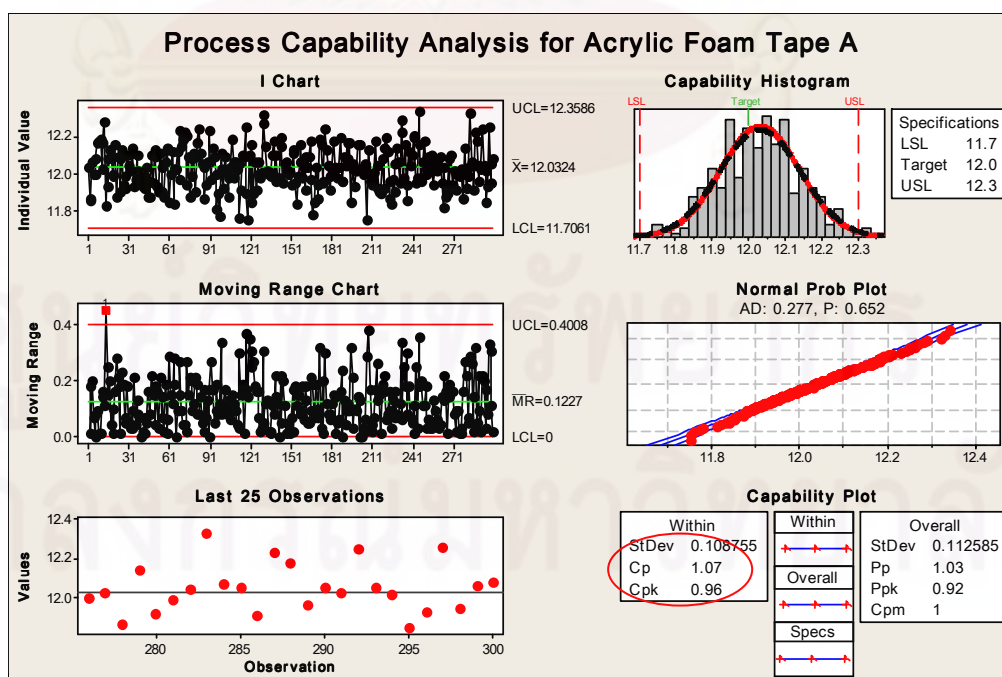 Process Capability Analysis for Acrylic Foam Tape A
I Chart
Individual Value
12.2
12.0
11.8
UCL=12.3586
X̄=12.0324
LCL=11.7061
1 31 61 91 121 151 181 211 241 271
Capability Histogram
LSL Target USL
11.7 11.8 11.9 12.0 12.1 12.2 12.3
Specifications
LSL 11.7
Target 12.0
USL 12.3
Moving Range Chart
Moving Range
0.4
0.2
0.0
1
UCL=0.4008
M̄R̄=0.1227
LCL=0
1 31 61 91 121 151 181 211 241 271
Normal Prob Plot
AD: 0.277, P: 0.652
11.8 12.0 12.2 12.4
Last 25 Observations
Values
12.4
12.2
12.0
280 285 290 295 300
Observation
Capability Plot
Within
StDev 0.108755
Cp 1.07
Cpk 0.96
Within
Overall
Specs
Overall
StDev 0.112585
Pp 1.03
Ppk 0.92
Cpm 1